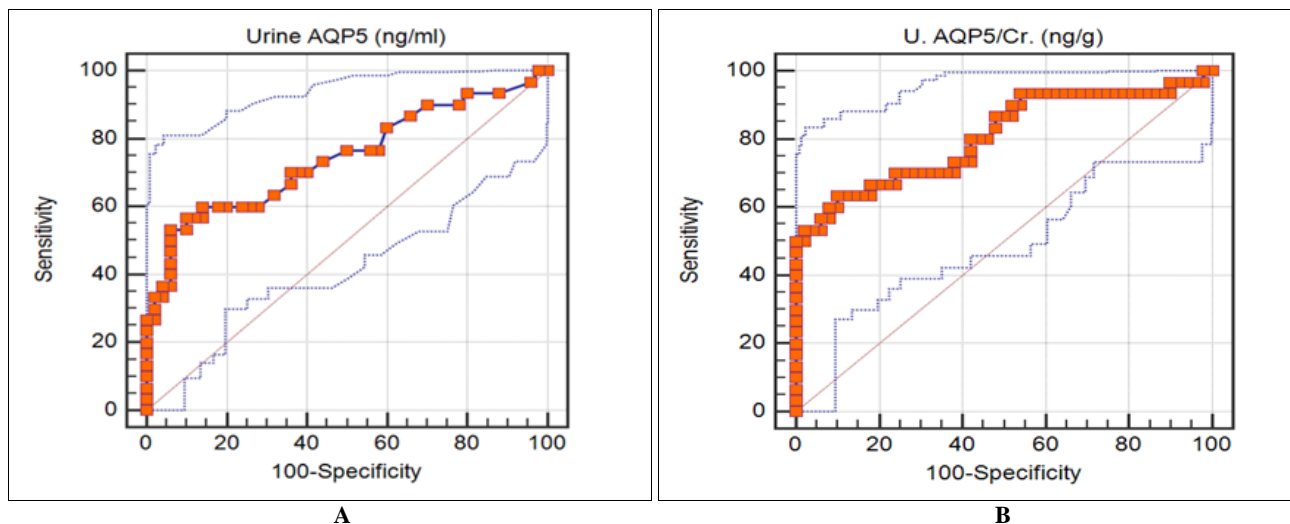 Urine AQP5 (ng/ml)
100
80
60
40
20
0
Sensitivity
0 20 40 60 80 100
100-Specificity
A
U. AQP5/Cr. (ng/g)
100
80
60
40
20
0
Sensitivity
0 20 40 60 80 100
100-Specificity
B